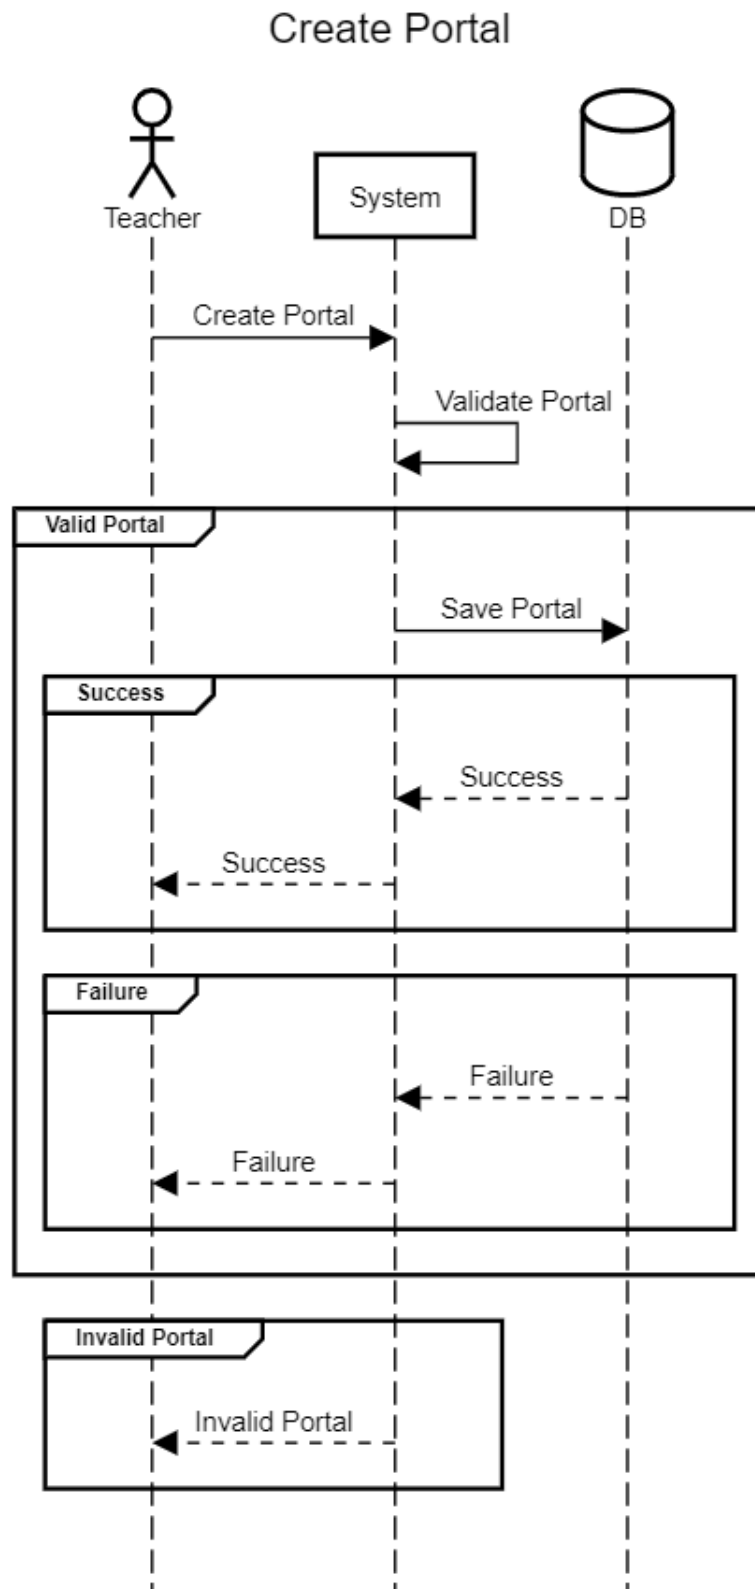 Create Portal
Teacher
System
DB
Create Portal
Validate Portal
Valid Portal
Save Portal
Success
Success
Success
Failure
Failure
Failure
Invalid Portal
Invalid Portal